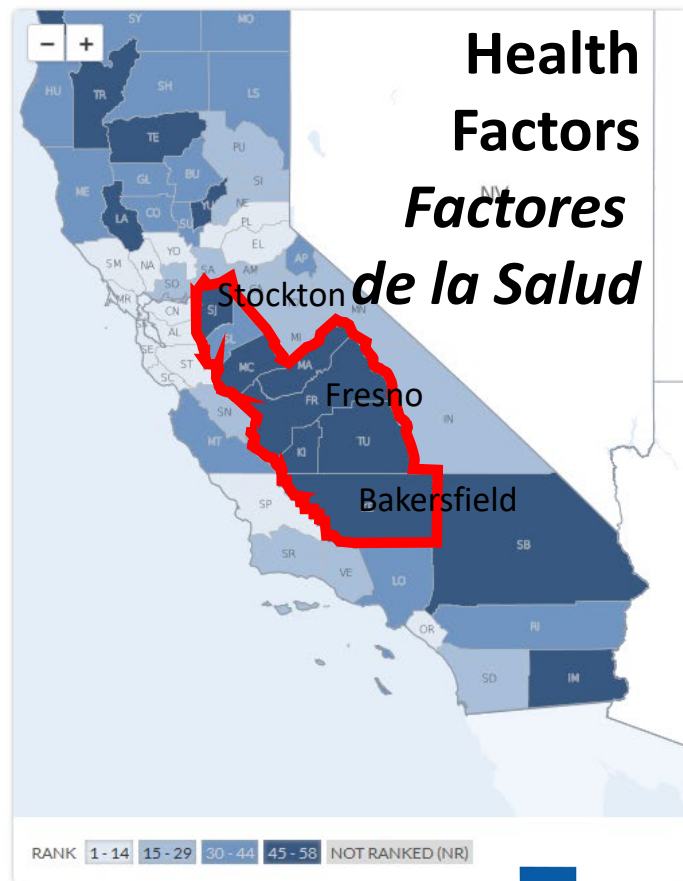 − +
SY MO
Health
Factors
Factores
de la Salud
HU TR SH LS
TE
PU
NV
ME GL BU SI
LA CO SU YU NE
PL
YO EL
SM NA AP
SA AM
SO
MR CN SJ Stockton MN
AL SL MI
ST MC MA
SC
SN FR Fresno
IN
MT KI TU
SP Bakersfield
SB
SR VE LO
OR RI
SD IM
RANK 1 - 14 15 - 29 30 - 44 45 - 58 NOT RANKED (NR)